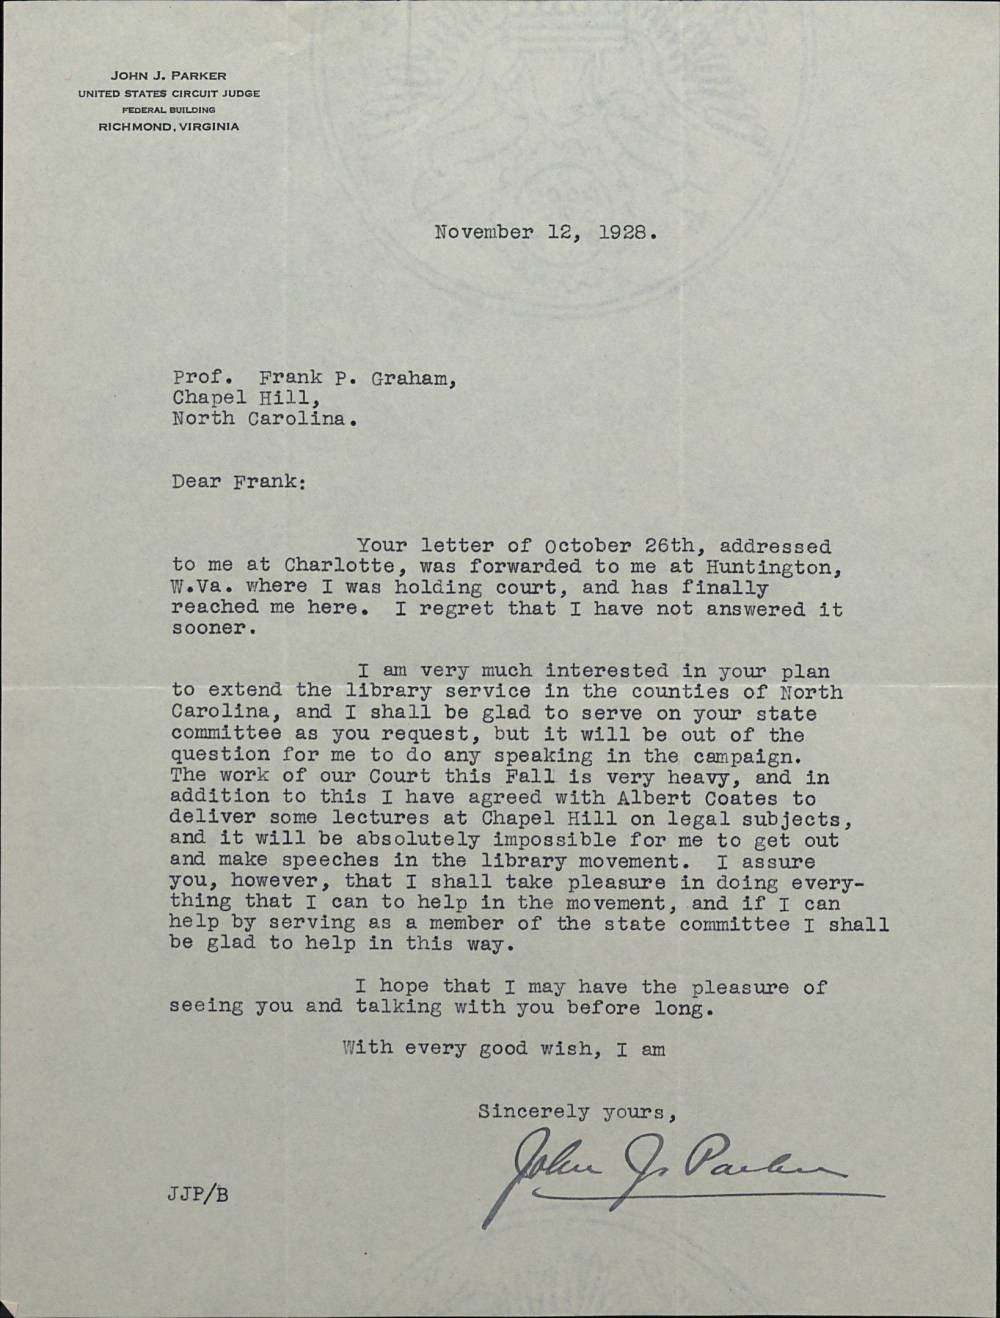 JOHN J. PARKER
UNITED STATES CIRCUIT JUDGE
FEDERAL BUILDING
RICHMOND, VIRGINIA
November 12, 1928.
Prof. Frank P. Graham,
Chapel Hill,
North Carolina.
Dear Frank:
Your letter of October 26th, addressed
to me at Charlotte, was forwarded to me at Huntington,
W.Va. where I was holding court, and has finally
reached me here. I regret that I have not answered it
sooner.
I am very much interested in your plan
to extend the library service in the counties of North
Carolina, and I shall be glad to serve on your state
committee as you request, but it will be out of the
question for me to do any speaking in the campaign.
The work of our Court this Fall is very heavy, and in
addition to this I have agreed with Albert Coates to
deliver some lectures at Chapel Hill on legal subjects,
and it will be absolutely impossible for me to get out
and make speeches in the library movement. I assure
you, however, that I shall take pleasure in doing every-
thing that I can to help in the movement, and if I can
help by serving as a member of the state committee I shall
be glad to help in this way.
I hope that I may have the pleasure of
seeing you and talking with you before long.
With every good wish, I am
Sincerely yours,
John J. Parker
JJP/B